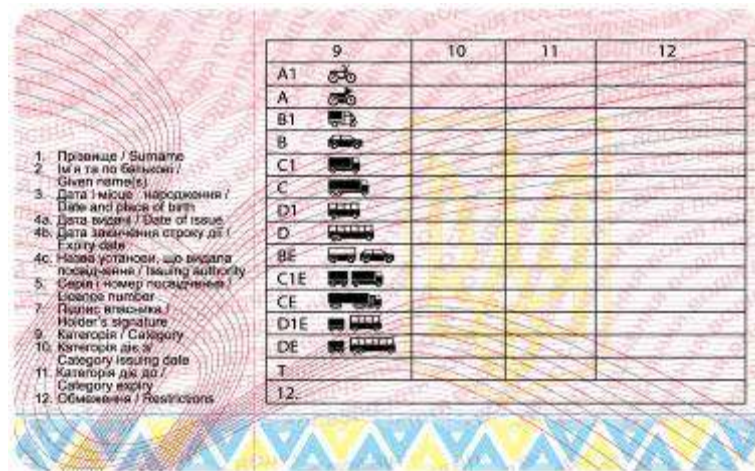 1. Прізвище / Surname
2. Ім'я та по батькові /
Given name(s)
3. Дата і місце народження /
Date and place of birth
4a. Дата видачі / Date of issue
4b. Дата закінчення строку дії /
Expiry date
4c. Назва установи, що видала
посвідчення / Issuing authority
5. Серія і номер посвідчення /
Licence number
7. Підпис власника /
Holder's signature
9. Категорія / Category
10. Категорія діє з/
Category issuing date
11. Категорія діє до /
Category expiry
12. Обмеження / Restrictions
9 10 11 12
A1
A
B1
B
C1
C
D1
D
BE
C1E
CE
D1E
DE
T
12.